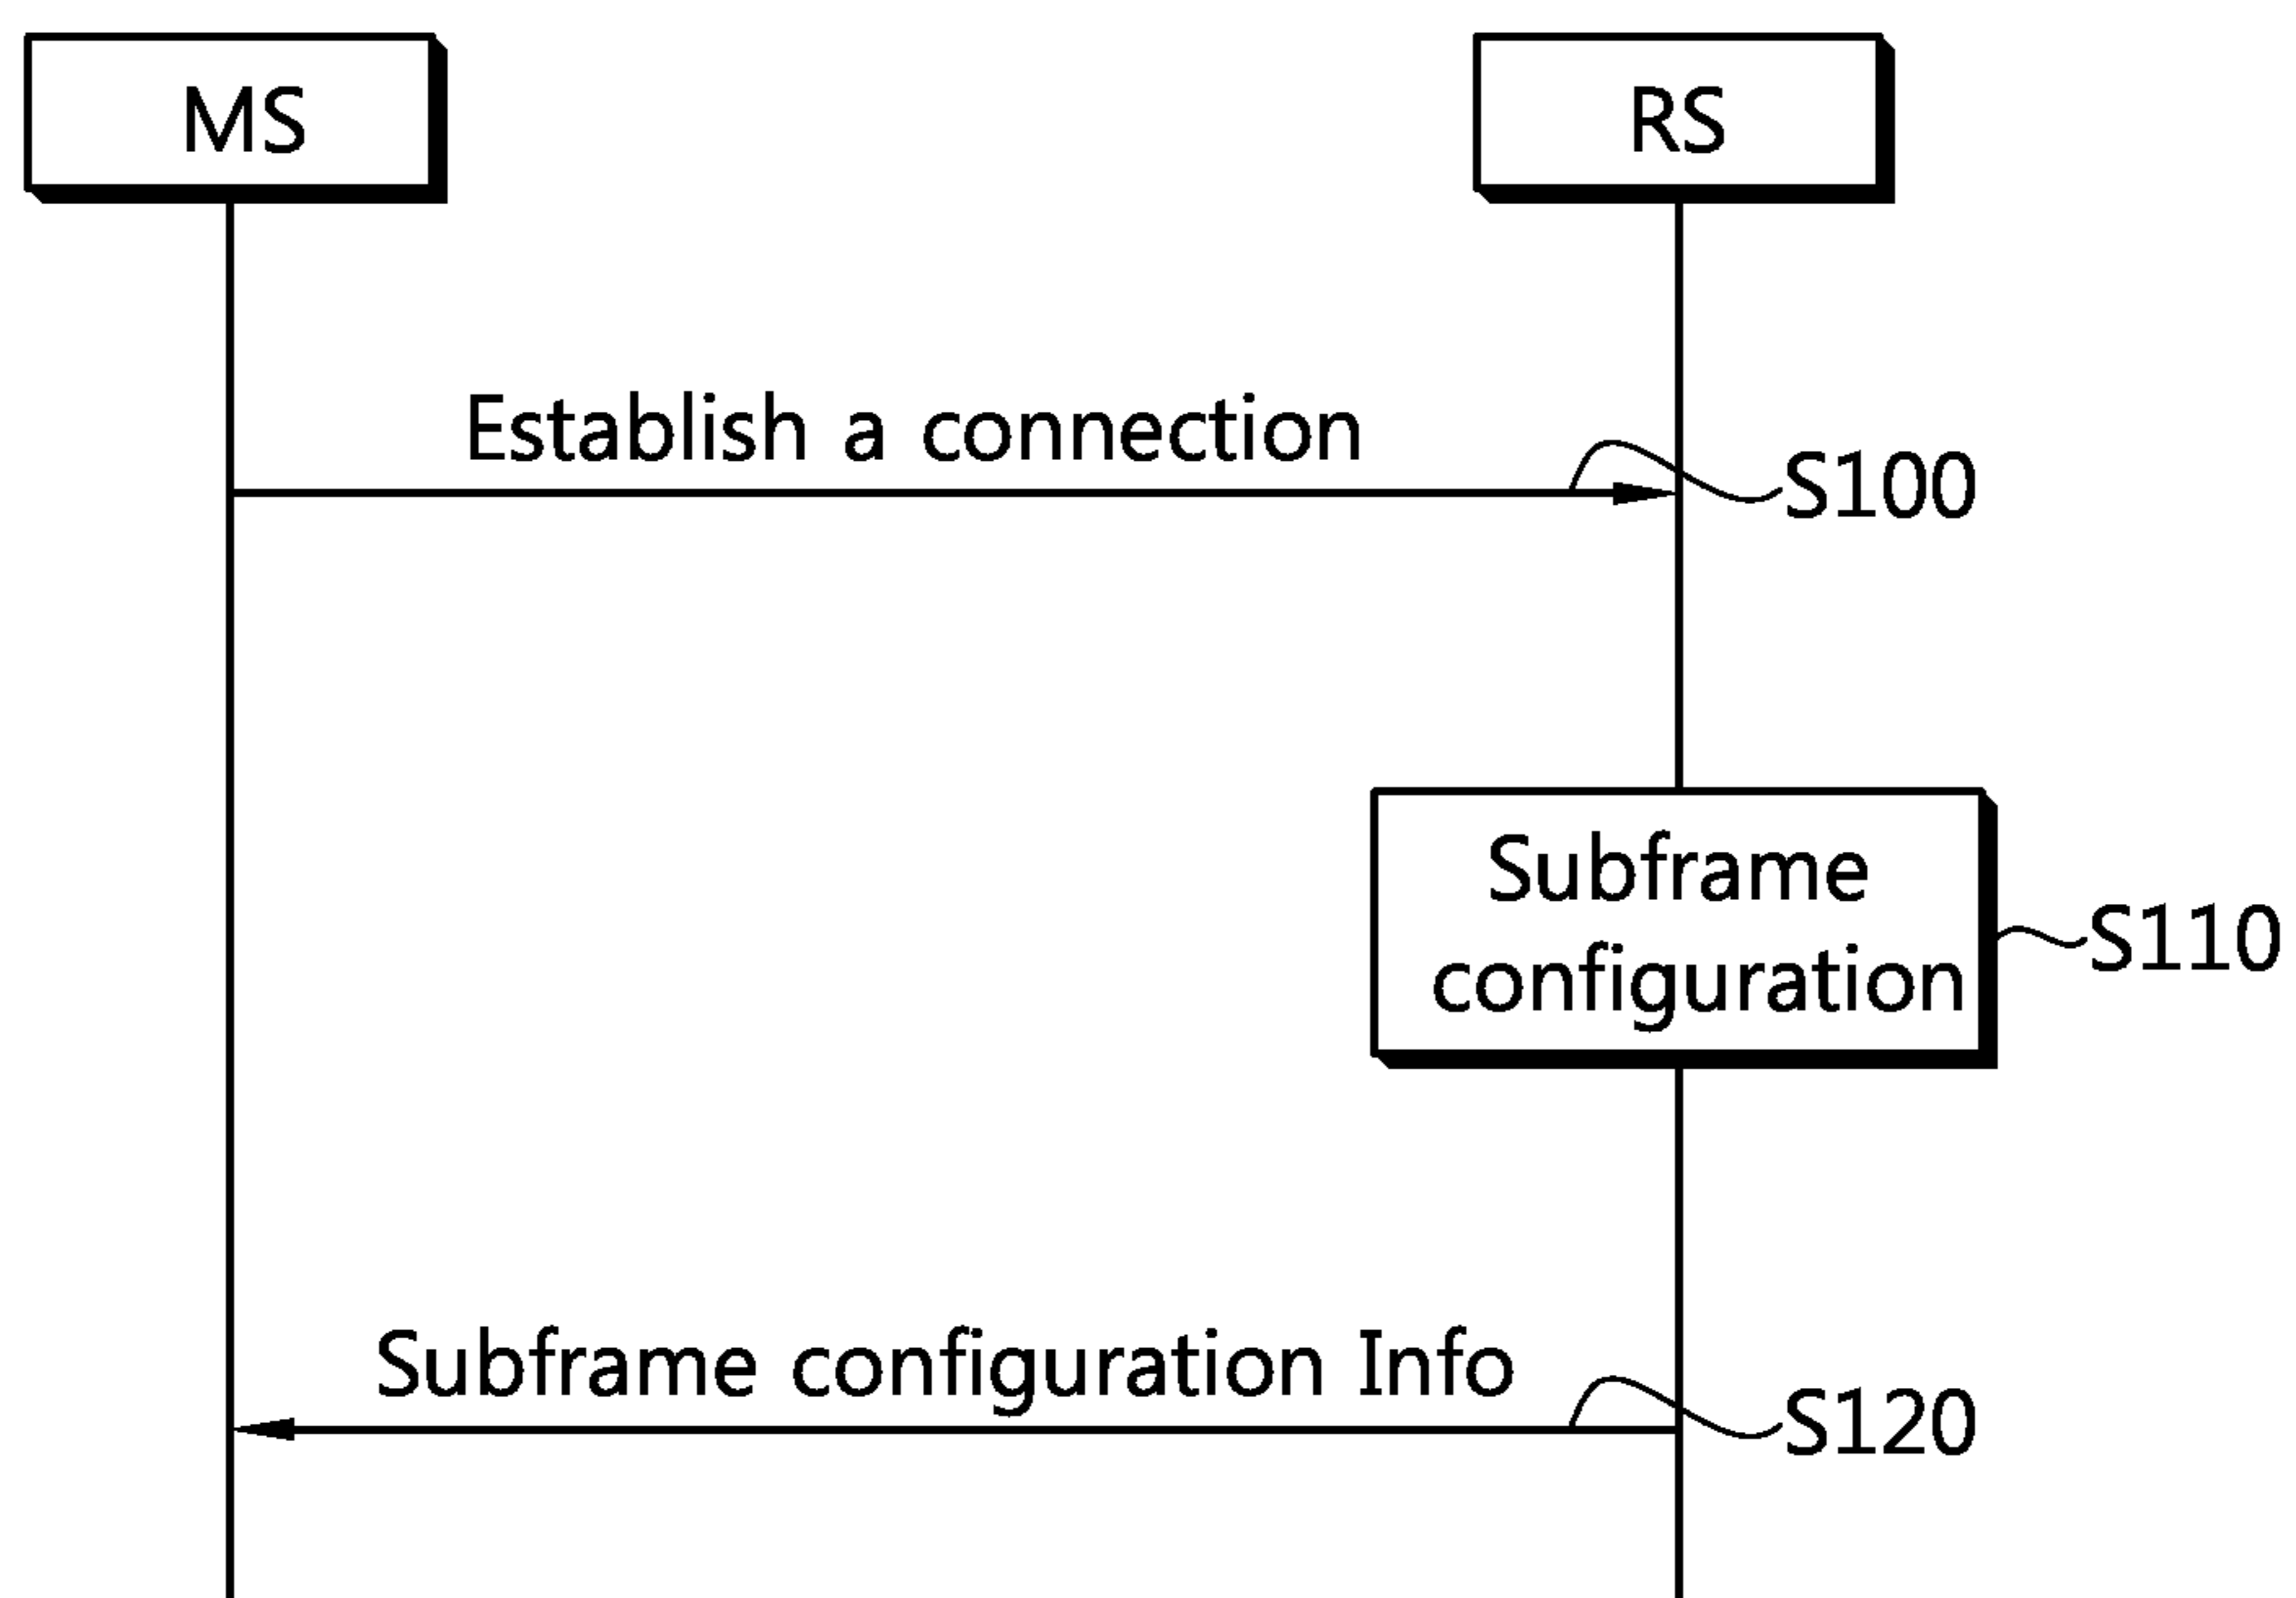 MS
RS
Establish a connection
S100
Subframe
configuration
S110
Subframe configuration Info
S120